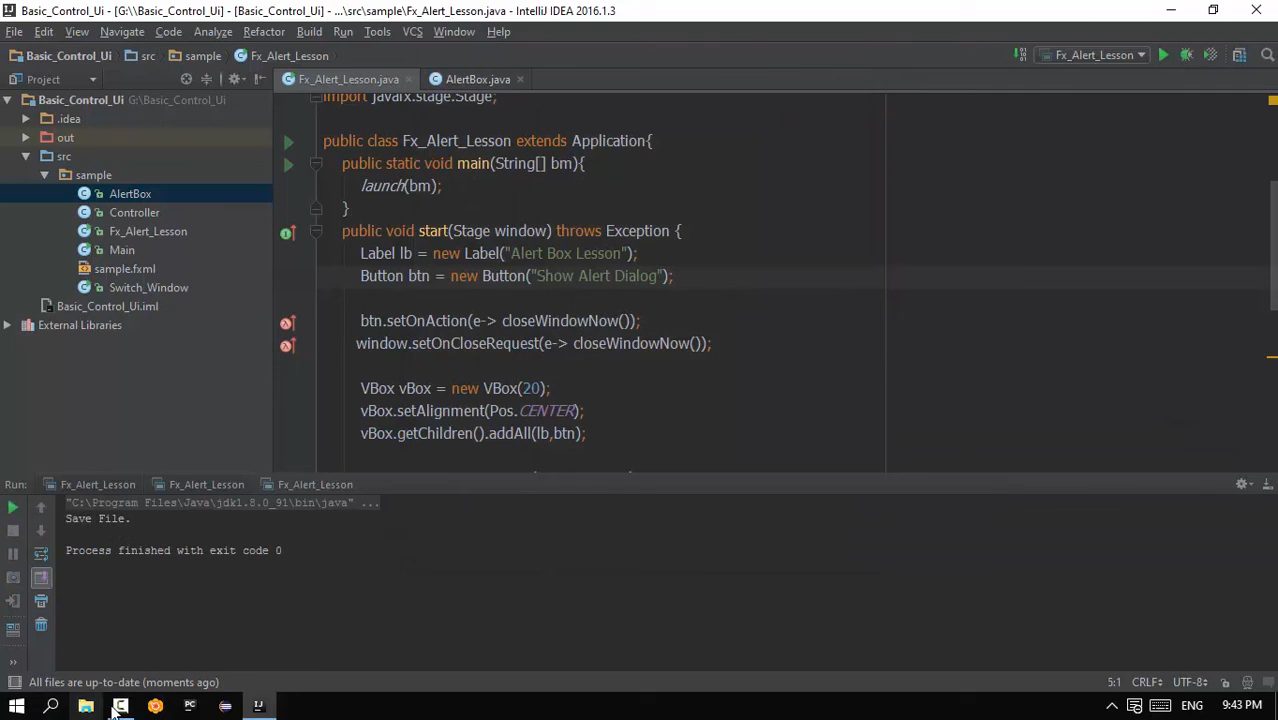 Basic_Control_Ui - [G:\\Basic_Control_Ui] - [Basic_Control_Ui] - ...\src\sample\Fx_Alert_Lesson.java - IntelliJ IDEA 2016.1.3
File Edit View Navigate Code Analyze Refactor Build Run Tools VCS Window Help
Basic_Control_Ui src sample Fx_Alert_Lesson Fx_Alert_Lesson
Project Fx_Alert_Lesson.java AlertBox.java
Basic_Control_Ui G:\Basic_Control_Ui
.idea
out
src
sample
AlertBox
Controller
Fx_Alert_Lesson
Main
sample.fxml
Switch_Window
Basic_Control_Ui.iml
External Libraries
import javafx.stage.Stage;
public class Fx_Alert_Lesson extends Application{
public static void main(String[] bm){
launch(bm);
}
public void start(Stage window) throws Exception {
Label lb = new Label("Alert Box Lesson");
Button btn = new Button("Show Alert Dialog");
btn.setOnAction(e-> closeWindowNow());
window.setOnCloseRequest(e-> closeWindowNow());
VBox vBox = new VBox(20);
vBox.setAlignment(Pos.CENTER);
vBox.getChildren().addAll(lb,btn);
Run: Fx_Alert_Lesson Fx_Alert_Lesson Fx_Alert_Lesson
"C:\Program Files\Java\jdk1.8.0_91\bin\java" ...
Save File.
Process finished with exit code 0
All files are up-to-date (moments ago) 5:1 CRLF÷ UTF-8÷
ENG 9:43 PM